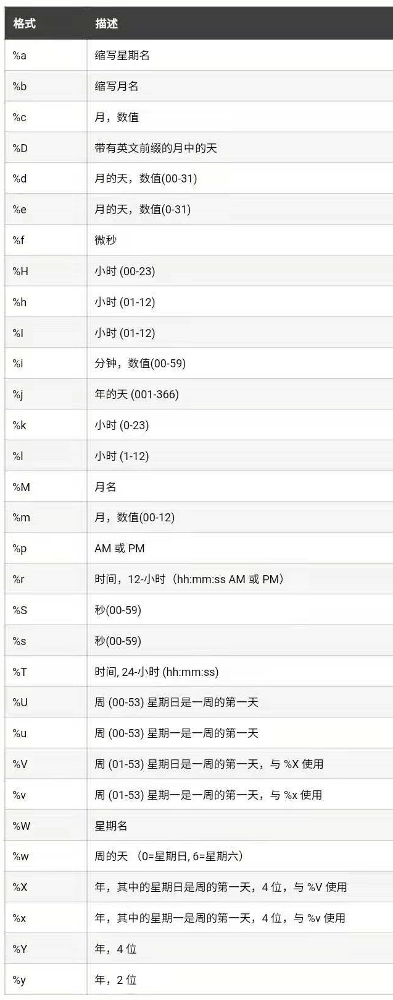 格式 描述
%a 缩写星期名
%b 缩写月名
%c 月，数值
%D 带有英文前缀的月中的天
%d 月的天，数值(00-31)
%e 月的天，数值(0-31)
%f 微秒
%H 小时 (00-23)
%h 小时 (01-12)
%I 小时 (01-12)
%i 分钟，数值(00-59)
%j 年的天 (001-366)
%k 小时 (0-23)
%l 小时 (1-12)
%M 月名
%m 月，数值(00-12)
%p AM 或 PM
%r 时间，12-小时（hh:mm:ss AM 或 PM）
%S 秒(00-59)
%s 秒(00-59)
%T 时间, 24-小时 (hh:mm:ss)
%U 周 (00-53) 星期日是一周的第一天
%u 周 (00-53) 星期一是一周的第一天
%V 周 (01-53) 星期日是一周的第一天，与 %X 使用
%v 周 (01-53) 星期一是一周的第一天，与 %x 使用
%W 星期名
%w 周的天 （0=星期日, 6=星期六）
%X 年，其中的星期日是周的第一天，4 位，与 %V 使用
%x 年，其中的星期一是周的第一天，4 位，与 %v 使用
%Y 年，4 位
%y 年，2 位